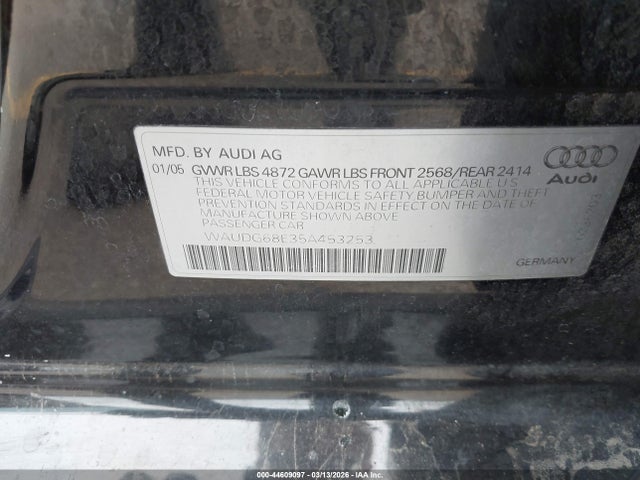 MFD. BY AUDI AG
01/05 GVWR LBS 4872 GAWR LBS FRONT 2568/REAR 2414
THIS VEHICLE CONFORMS TO ALL APPLICABLE U.S.
FEDERAL MOTOR VEHICLE SAFETY BUMPER AND THEFT
PREVENTION STANDARDS IN EFFECT ON THE DATE OF
MANUFACTURE SHOWN ABOVE
PASSENGER CAR
WAUDG68E35A453253
Audi
GERMANY
000-44609097 - 03/13/2026 - IAA Inc.